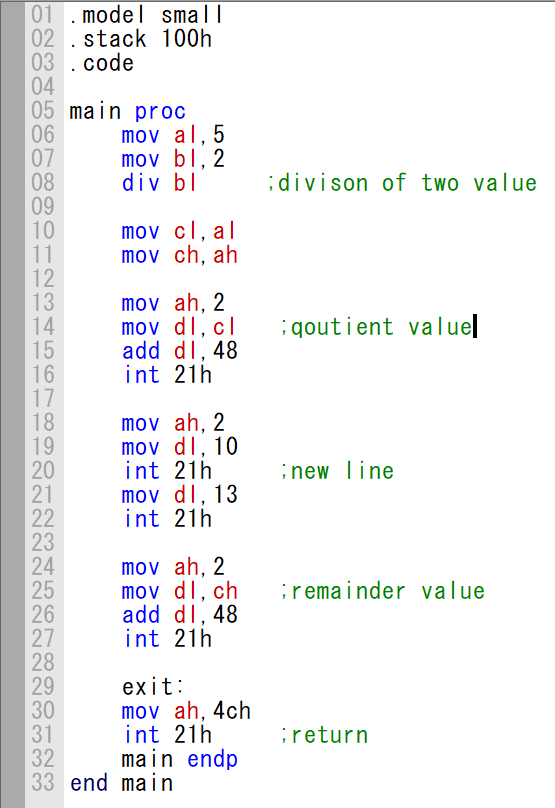 01 .model small
02 .stack 100h
03 .code
04
05 main proc
06     mov al,5
07     mov bl,2
08     div bl        ;divison of two value
09
10     mov cl,al
11     mov ch,ah
12
13     mov ah,2
14     mov dl,cl     ;qoutient value
15     add dl,48
16     int 21h
17
18     mov ah,2
19     mov dl,10
20     int 21h       ;new line
21     mov dl,13
22     int 21h
23
24     mov ah,2
25     mov dl,ch     ;remainder value
26     add dl,48
27     int 21h
28
29     exit:
30     mov ah,4ch
31     int 21h       ;return
32     main endp
33 end main